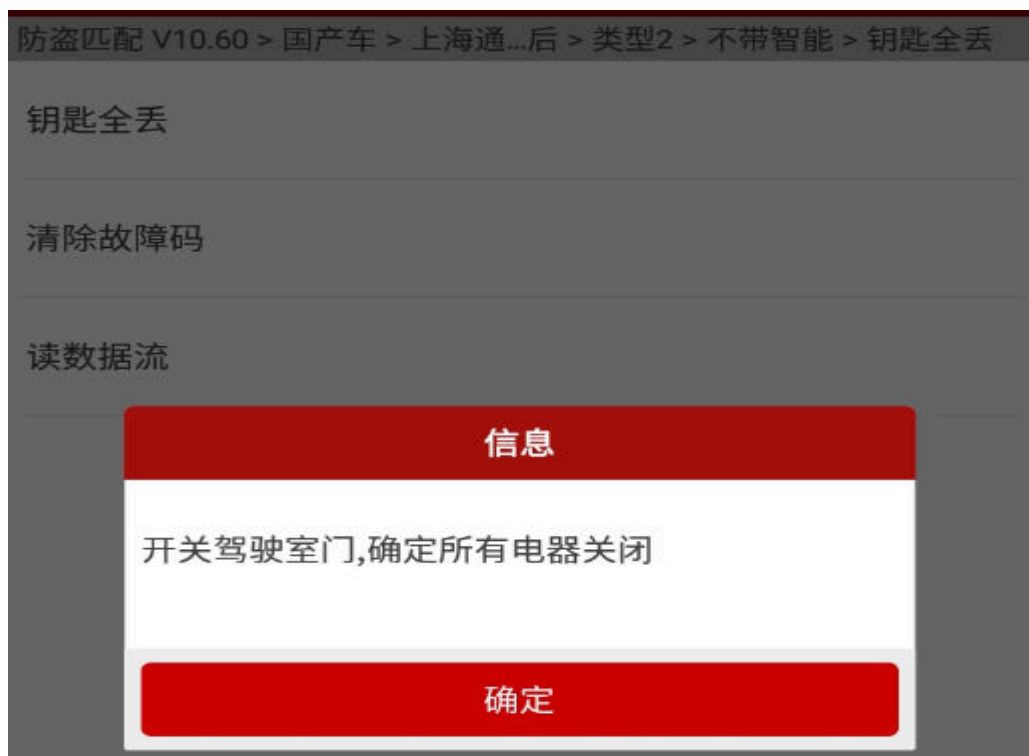 防盗匹配 V10.60 > 国产车 > 上海通...后 > 类型2 > 不带智能 > 钥匙全丢
钥匙全丢
清除故障码
读数据流
信息
开关驾驶室门,确定所有电器关闭
确定